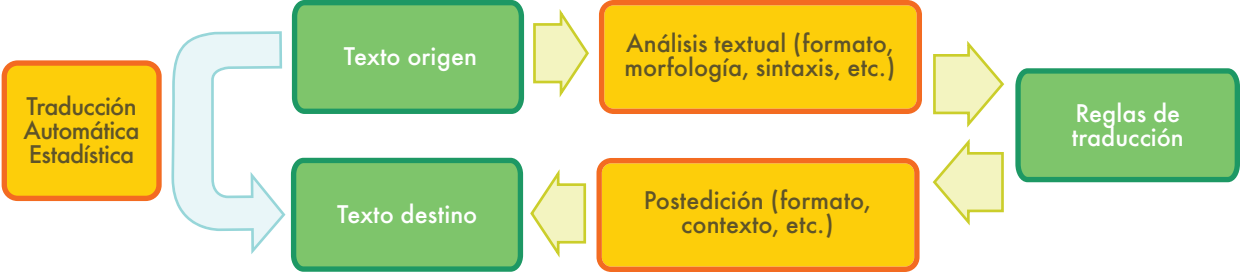 Traducción
Automática
Estadística
Texto origen
Análisis textual (formato,
morfología, sintaxis, etc.)
Reglas de
traducción
Postedición (formato,
contexto, etc.)
Texto destino